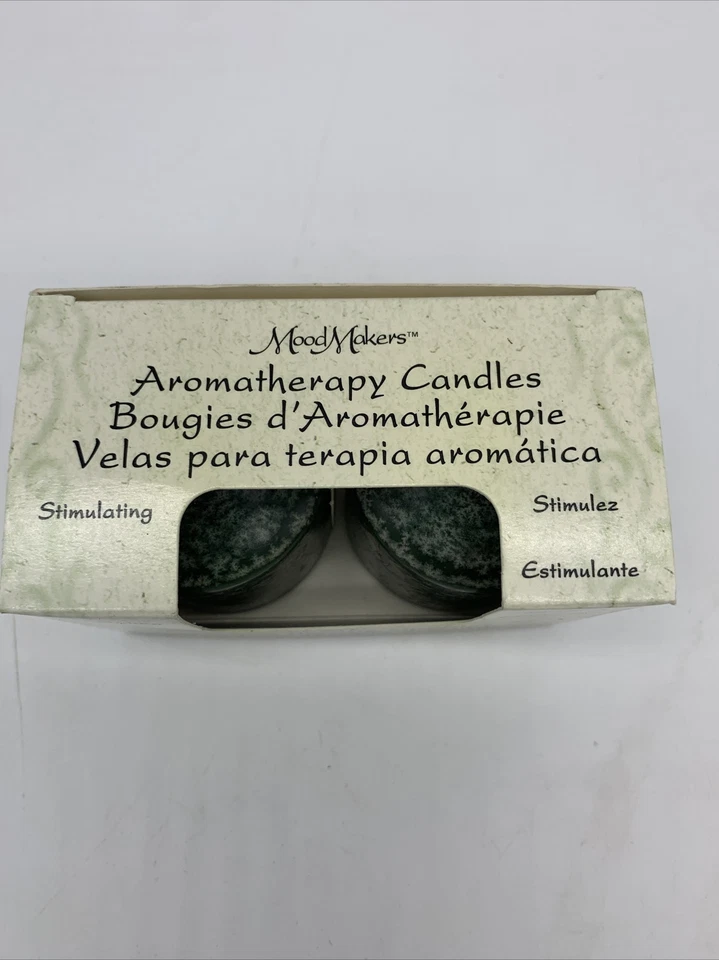 MoodMakers™
Aromatherapy Candles
Bougies d'Aromathérapie
Velas para terapia aromática
Stimulating
Stimulez
Estimulante